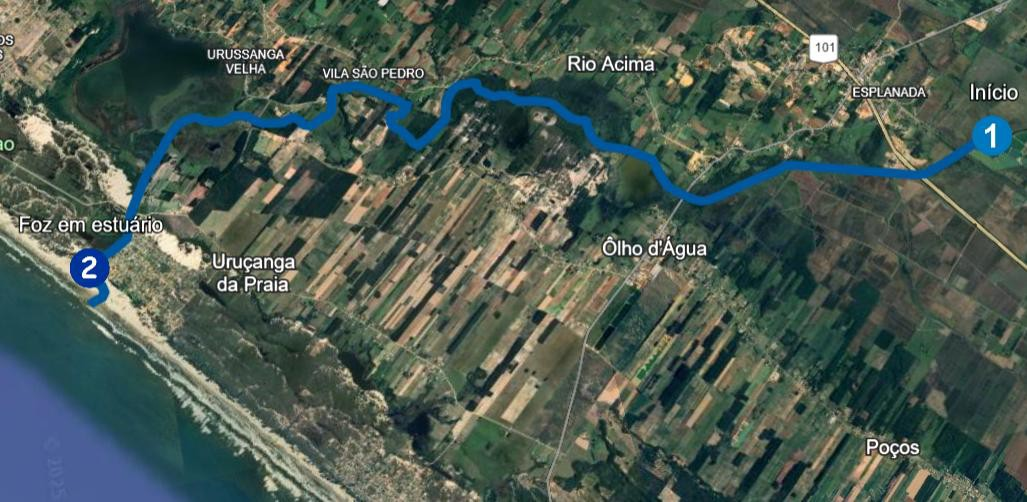 101
URUSSANGA
VELHA
Rio Acima
VILA SÃO PEDRO
ESPLANADA
Início
1
ao
Foz em estuário
2
Uruçanga
da Praia
Ôlho d'Água
Poços